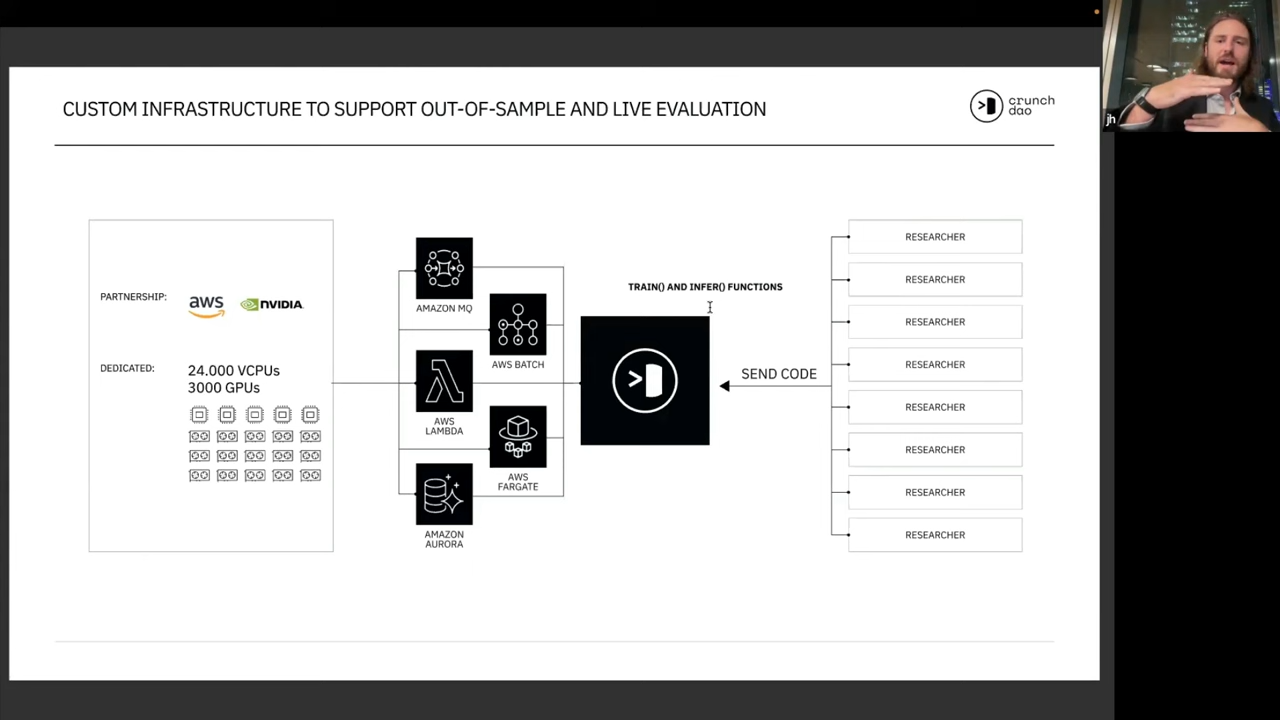 CUSTOM INFRASTRUCTURE TO SUPPORT OUT-OF-SAMPLE AND LIVE EVALUATION
crunch
dao
jh
PARTNERSHIP:
aws
NVIDIA
DEDICATED:
24.000 VCPUs
3000 GPUs
AMAZON MQ
AWS BATCH
AWS
LAMBDA
AWS
FARGATE
AMAZON
AURORA
TRAIN() AND INFER() FUNCTIONS
SEND CODE
RESEARCHER
RESEARCHER
RESEARCHER
RESEARCHER
RESEARCHER
RESEARCHER
RESEARCHER
RESEARCHER